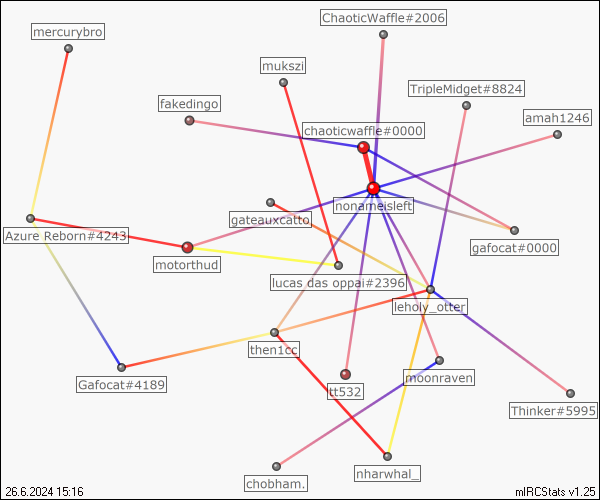 ChaoticWaffle#2006
mercurybro
mukszi
TripleMidget#8824
fakedingo
amah1246
chaoticwaffle#0000
nonameisleft
gateauxcatto
Azure Reborn#4243
gafocat#0000
motorthud
lucas das oppai#2396
leholy_otter
then1cc
Gafocat#4189
moonraven
tt532
Thinker#5995
nharwhal_
chobham.
26.6.2024 15:16
mIRCStats v1.25